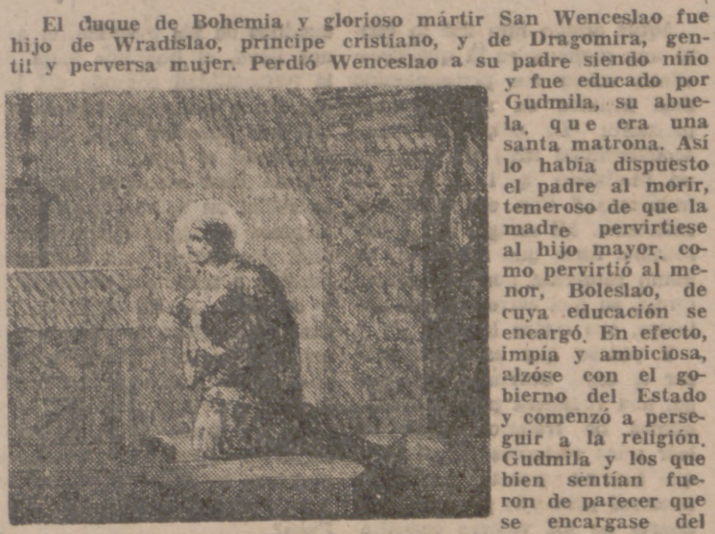 El duque de Bohemia y glorioso mártir San Wenceslao fue
hijo de Wradislao, príncipe cristiano, y de Dragomira, gen-
til y perversa mujer. Perdió Wenceslao a su padre siendo niño
y fue educado por
Gudmila, su abue-
la, que era una
santa matrona. Así
lo había dispuesto
el padre al morir,
temeroso de que la
madre pervirtiese
al hijo mayor, co-
mo pervirtió al me-
nor, Boleslao, de
cuya educación se
encargó. En efecto,
impía y ambiciosa,
alzóse con el go-
bierno del Estado
y comenzó a perse-
guir a la religión.
Gudmila y los que
bien sentían fue-
ron de parecer que
se encargase del